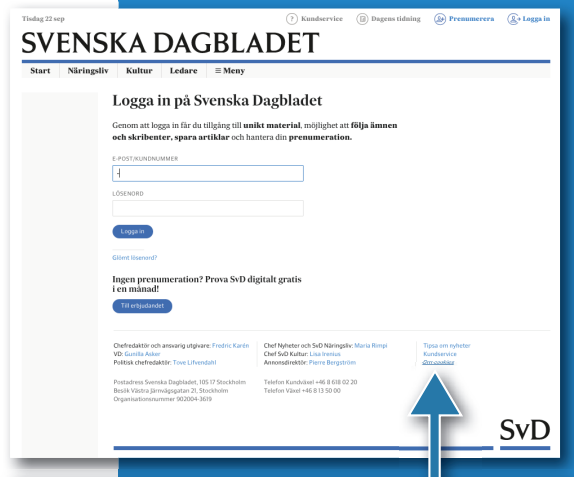 Tisdag 22 sep
? Kundservice Dagens tidning Prenumerera Logga in
SVENSKA DAGBLADET
Start Näringsliv Kultur Ledare ≡ Meny
Logga in på Svenska Dagbladet
Genom att logga in får du tillgång till unikt material, möjlighet att följa ämnen
och skribenter, spara artiklar och hantera din prenumeration.
E-POST/KUNDNUMMER
LÖSENORD
Logga in
Glömt lösenord?
Ingen prenumeration? Prova SvD digitalt gratis
i en månad!
Till erbjudandet
Chefredaktör och ansvarig utgivare: Fredric Karén
VD: Gunilla Asker
Politisk chefredaktör: Tove Lifvendahl
Chef Nyheter och SvD Näringsliv: Maria Rimpi
Chef SvD Kultur: Lisa Irenius
Annonsdirektör: Pierre Bergström
Tipsa om nyheter
Kundservice
Om cookies
Postadress Svenska Dagbladet, 105 17 Stockholm
Besök Västra Järnvägsgatan 21, Stockholm
Organisationsnummer 902004-3619
Telefon Kundväxel +46 8 618 02 20
Telefon Växel +46 8 13 50 00
SvD